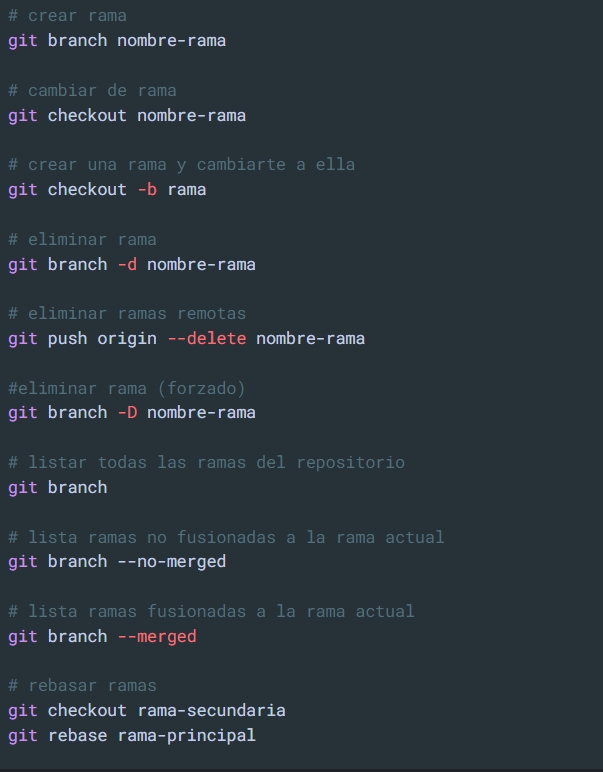 # crear rama
git branch nombre-rama
# cambiar de rama
git checkout nombre-rama
# crear una rama y cambiarte a ella
git checkout -b rama
# eliminar rama
git branch -d nombre-rama
# eliminar ramas remotas
git push origin --delete nombre-rama
#eliminar rama (forzado)
git branch -D nombre-rama
# listar todas las ramas del repositorio
git branch
# lista ramas no fusionadas a la rama actual
git branch --no-merged
# lista ramas fusionadas a la rama actual
git branch --merged
# rebasar ramas
git checkout rama-secundaria
git rebase rama-principal